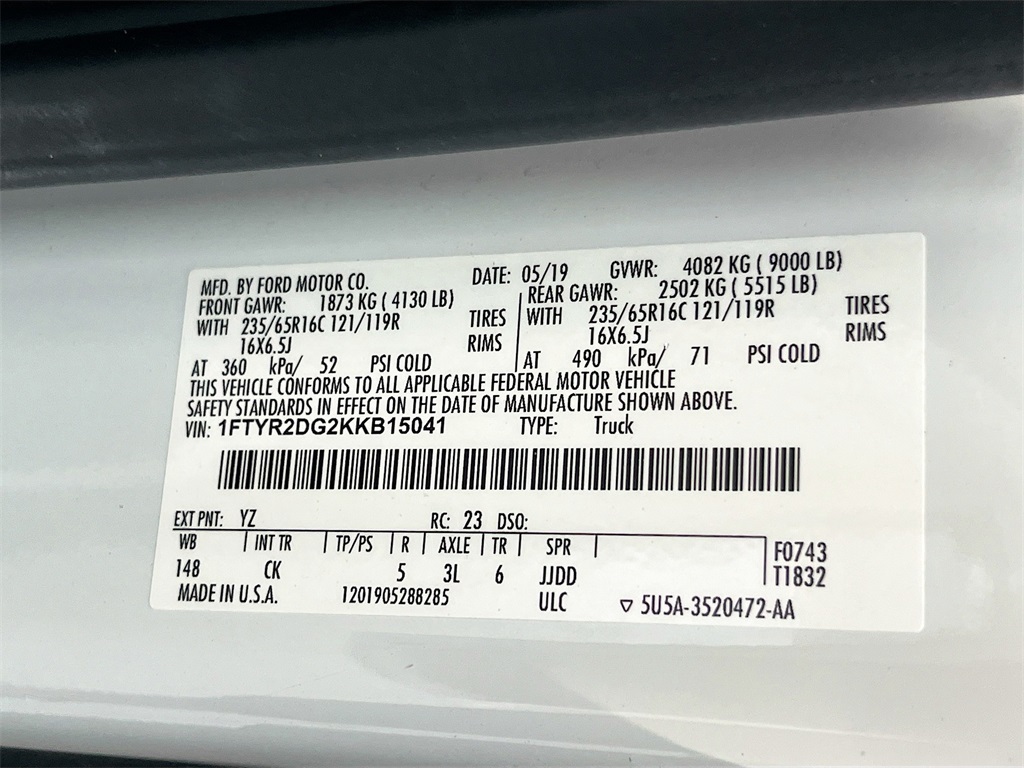 MFD. BY FORD MOTOR CO. DATE: 05/19 GVWR: 4082 KG ( 9000 LB)
FRONT GAWR: 1873 KG ( 4130 LB) REAR GAWR: 2502 KG ( 5515 LB)
WITH 235/65R16C 121/119R TIRES WITH 235/65R16C 121/119R TIRES
16X6.5J RIMS 16X6.5J RIMS
AT 360 kPa/ 52 PSI COLD AT 490 kPa/ 71 PSI COLD
THIS VEHICLE CONFORMS TO ALL APPLICABLE FEDERAL MOTOR VEHICLE
SAFETY STANDARDS IN EFFECT ON THE DATE OF MANUFACTURE SHOWN ABOVE.
VIN: 1FTYR2DG2KKB15041 TYPE: Truck
EXT PNT: YZ RC: 23 DSO:
WB INT TR TP/PS R AXLE TR SPR F0743
148 CK 5 3L 6 JJDD T1832
MADE IN U.S.A. 1201905288285 ULC ▽ 5U5A-3520472-AA